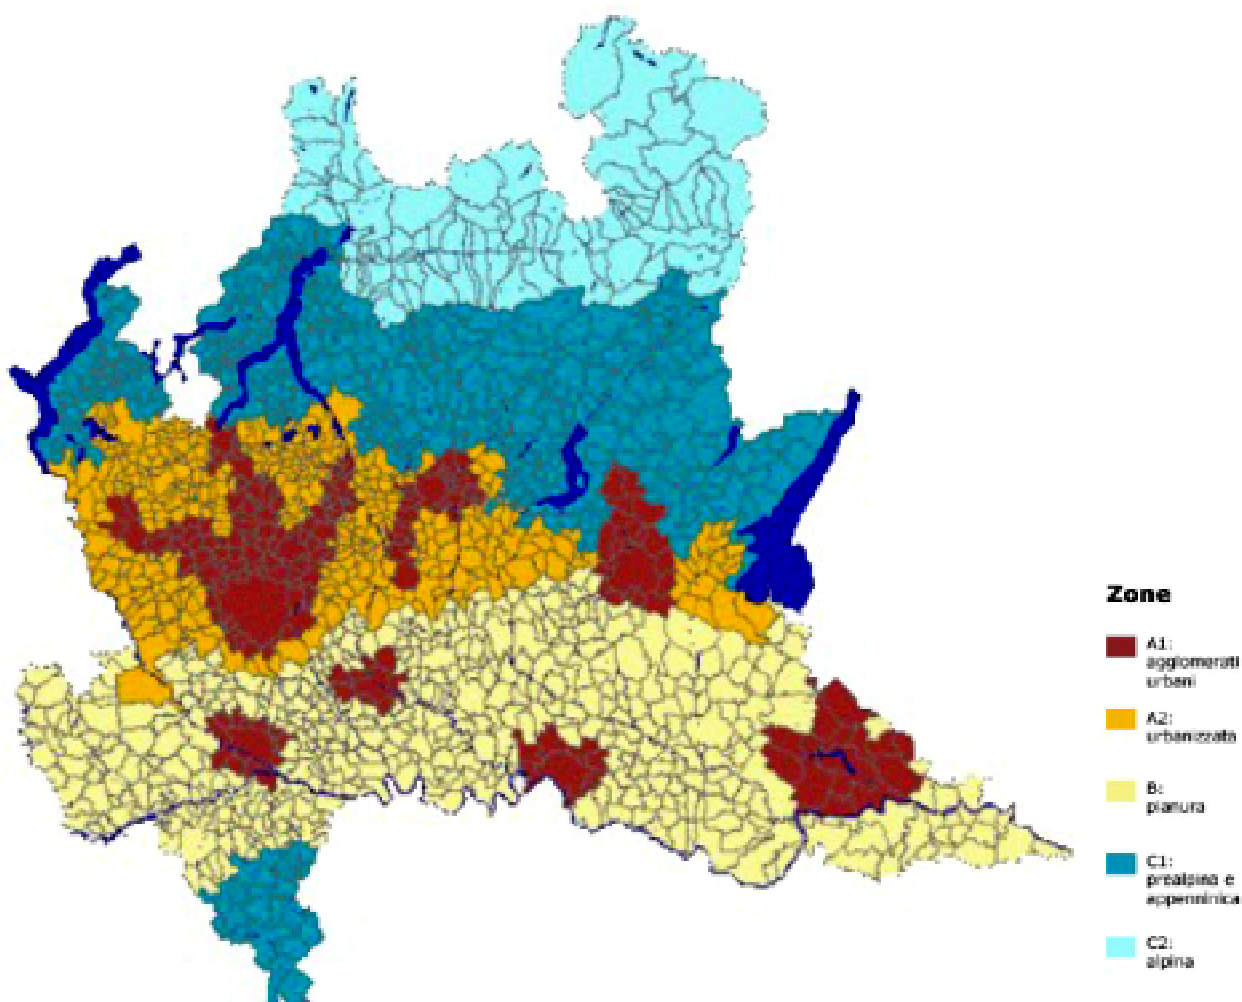 Zone
A1:
agglomerati
urbani
A2:
urbanizzata
B:
pianura
C1:
prealpina e
appenninica
C2:
alpina